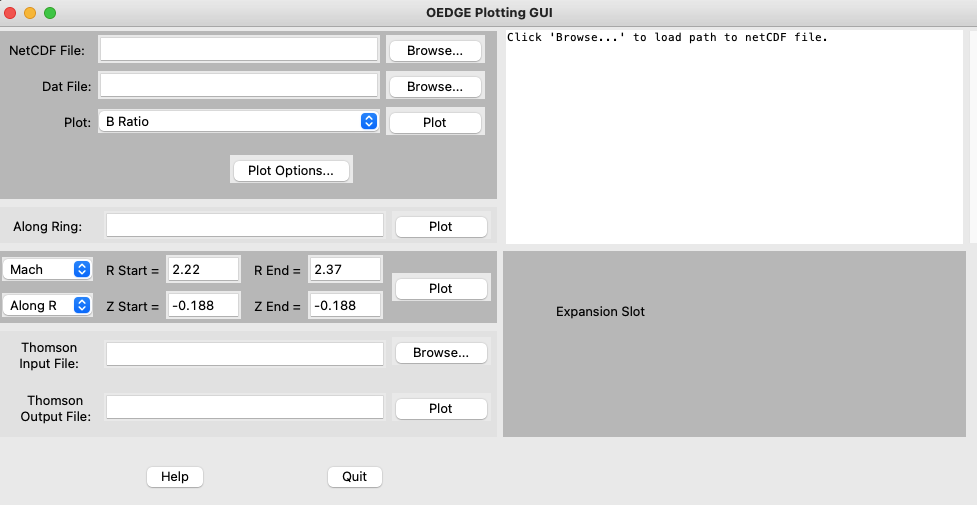 OEDGE Plotting GUI
NetCDF File: Browse...
Click 'Browse...' to load path to netCDF file.
Dat File: Browse...
Plot: B Ratio Plot
Plot Options...
Along Ring: Plot
Mach R Start = 2.22 R End = 2.37
Plot
Along R Z Start = -0.188 Z End = -0.188
Expansion Slot
Thomson
Input File:
Browse...
Thomson
Output File:
Plot
Help Quit